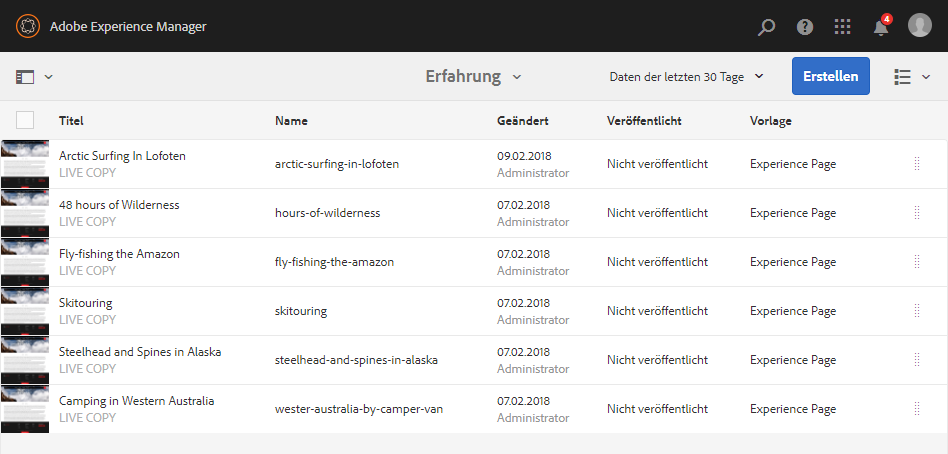 Adobe Experience Manager
4
Erfahrung
Daten der letzten 30 Tage
Erstellen
Titel Name Geändert Veröffentlicht Vorlage
Arctic Surfing In Lofoten
LIVE COPY
arctic-surfing-in-lofoten
09.02.2018
Administrator
Nicht veröffentlicht
Experience Page
48 hours of Wilderness
LIVE COPY
hours-of-wilderness
07.02.2018
Administrator
Nicht veröffentlicht
Experience Page
Fly-fishing the Amazon
LIVE COPY
fly-fishing-the-amazon
07.02.2018
Administrator
Nicht veröffentlicht
Experience Page
Skitouring
LIVE COPY
skitouring
07.02.2018
Administrator
Nicht veröffentlicht
Experience Page
Steelhead and Spines in Alaska
LIVE COPY
steelhead-and-spines-in-alaska
07.02.2018
Administrator
Nicht veröffentlicht
Experience Page
Camping in Western Australia
LIVE COPY
wester-australia-by-camper-van
07.02.2018
Administrator
Nicht veröffentlicht
Experience Page